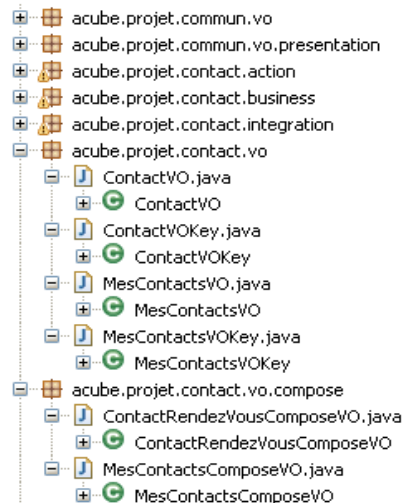 acube.projet.commun.vo
acube.projet.commun.vo.presentation
acube.projet.contact.action
acube.projet.contact.business
acube.projet.contact.integration
acube.projet.contact.vo
ContactVO.java
ContactVO
ContactVOKey.java
ContactVOKey
MesContactsVO.java
MesContactsVO
MesContactsVOKey.java
MesContactsVOKey
acube.projet.contact.vo.compose
ContactRendezVousComposeVO.java
ContactRendezVousComposeVO
MesContactsComposeVO.java
MesContactsComposeVO